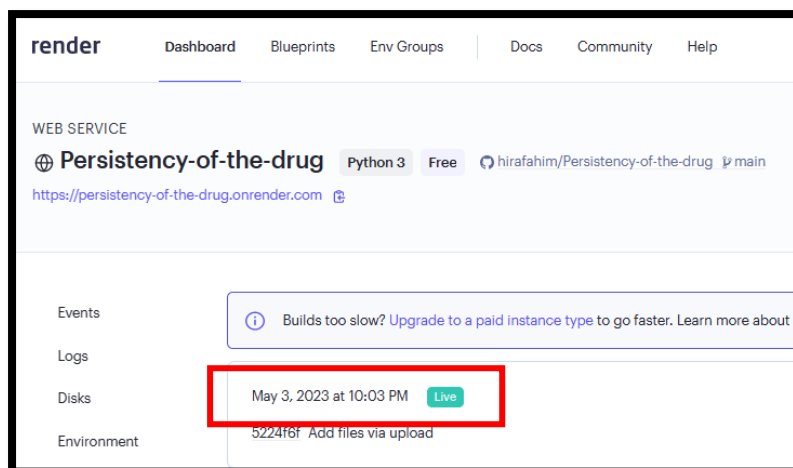 render Dashboard Blueprints Env Groups Docs Community Help
WEB SERVICE
Persistency-of-the-drug Python 3 Free hirafahim/Persistency-of-the-drug main
https://persistency-of-the-drug.onrender.com
Events
Logs
Disks
Environment
Builds too slow? Upgrade to a paid instance type to go faster. Learn more about
May 3, 2023 at 10:03 PM Live
5224f6f Add files via upload